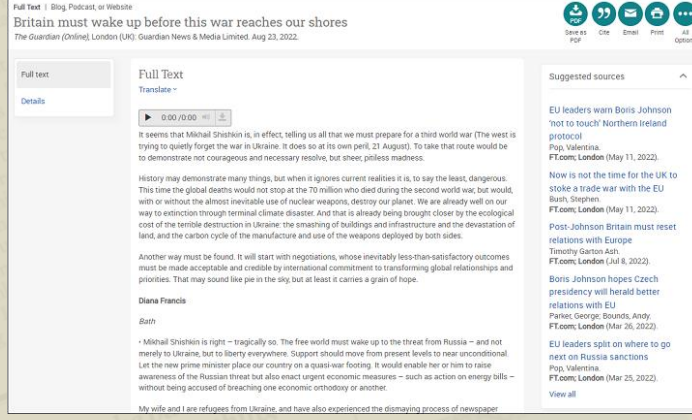 Full Text | Blog, Podcast, or Website
Britain must wake up before this war reaches our shores
The Guardian (Online); London (UK): Guardian News & Media Limited. Aug 23, 2022.
PDF
Save as
PDF
Cite
Email
Print
All
Options
Full text
Details
Full Text
Translate
0:00 / 0:00
It seems that Mikhail Shishkin is, in effect, telling us all that we must prepare for a third world war (The west is
trying to quietly forget the war in Ukraine. It does so at its own peril, 21 August). To take that route would be
to demonstrate not courageous and necessary resolve, but sheer, pitiless madness.
History may demonstrate many things, but when it ignores current realities it is, to say the least, dangerous.
This time the global deaths would not stop at the 70 million who died during the second world war, but would,
with or without the almost inevitable use of nuclear weapons, destroy our planet. We are already well on our
way to extinction through terminal climate disaster. And that is already being brought closer by the ecological
cost of the terrible destruction in Ukraine: the smashing of buildings and infrastructure and the devastation of
land, and the carbon cycle of the manufacture and use of the weapons deployed by both sides.
Another way must be found. It will start with negotiations, whose inevitably less-than-satisfactory outcomes
must be made acceptable and credible by international commitment to transforming global relationships and
priorities. That may sound like pie in the sky, but at least it carries a grain of hope.
Diana Francis
Bath
• Mikhail Shishkin is right – tragically so. The free world must wake up to the threat from Russia – and not
merely to Ukraine, but to liberty everywhere. Support should move from present levels to near unconditional.
Let the new prime minister place our country on a quasi-war footing. It would enable her or him to raise
awareness of the Russian threat but also enact urgent economic measures – such as action on energy bills –
without being accused of breaching one economic orthodoxy or another.
My wife and I are refugees from Ukraine, and have also experienced the dismaying process of newspaper
Suggested sources
EU leaders warn Boris Johnson
'not to touch' Northern Ireland
protocol
Pop, Valentina.
FT.com; London (May 11, 2022).
Now is not the time for the UK to
stoke a trade war with the EU
Bush, Stephen.
FT.com; London (May 11, 2022).
Post-Johnson Britain must reset
relations with Europe
Timothy Garton Ash.
FT.com; London (Jul 8, 2022).
Boris Johnson hopes Czech
presidency will herald better
relations with EU
Parker, George; Bounds, Andy.
FT.com; London (Mar 26, 2022).
EU leaders split on where to go
next on Russia sanctions
Pop, Valentina.
FT.com; London (Mar 25, 2022).
View all